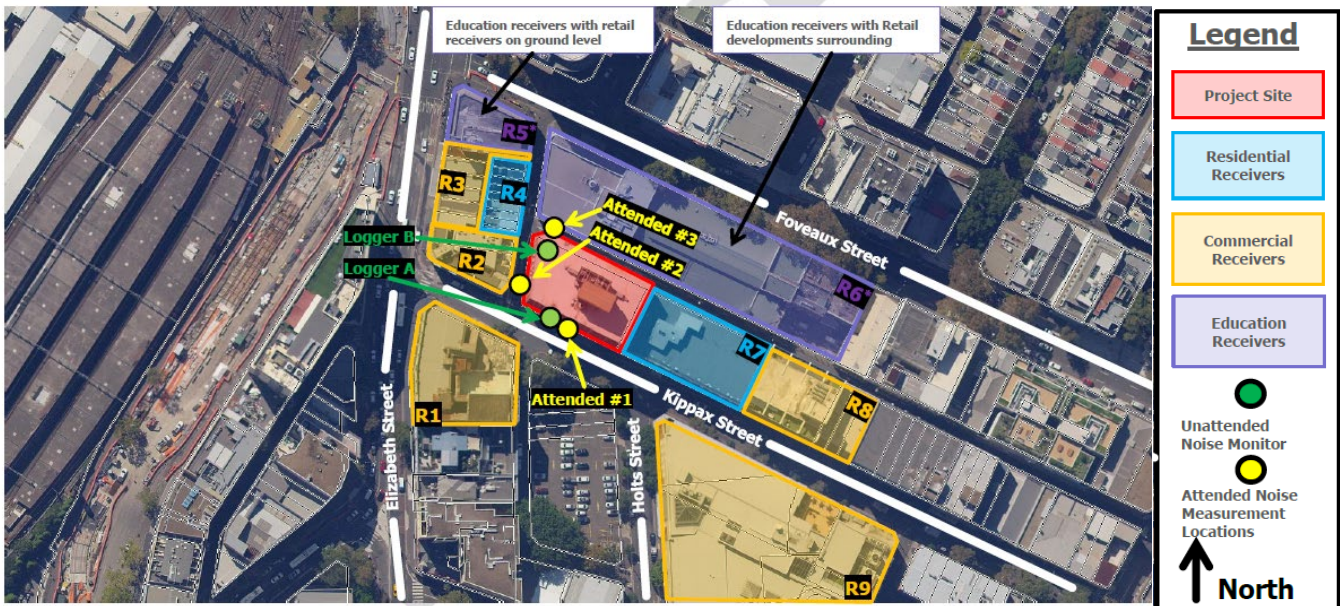 Education receivers with retail
receivers on ground level
Education receivers with Retail
developments surrounding
R5*
R3
R4
Attended #3
Foveaux Street
Logger B
Attended #2
R2
Logger A
R6*
R7
Attended #1
R1
R8
Kippax Street
Elizabeth Street
Holts Street
R9
Legend
Project Site
Residential
Receivers
Commercial
Receivers
Education
Receivers
Unattended
Noise Monitor
Attended Noise
Measurement
Locations
North